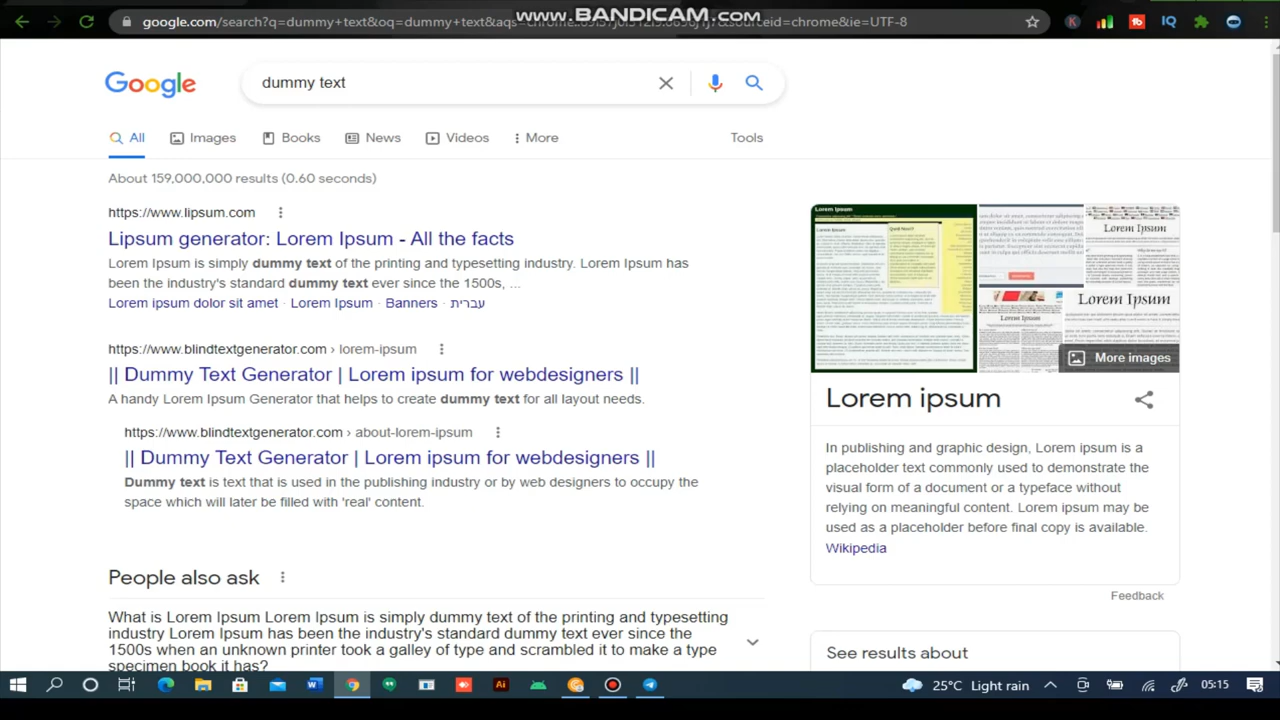 www.BANDICAM.com
google.com/search?q=dummy+text&oq=dummy+text&aqs=chrome
sourceid=chrome&ie=UTF-8
Google
dummy text
All Images Books News Videos More Tools
About 159,000,000 results (0.60 seconds)
https://www.lipsum.com
Lipsum generator: Lorem Ipsum - All the facts
Lorem Ipsum is simply dummy text of the printing and typesetting industry. Lorem Ipsum has
been the industry's standard dummy text ever since the 1500s, ...
Lorem ipsum dolor sit amet · Lorem Ipsum · Banners · עברית
|| Dummy Text Generator | Lorem ipsum for webdesigners ||
A handy Lorem Ipsum Generator that helps to create dummy text for all layout needs.
https://www.blindtextgenerator.com › about-lorem-ipsum
|| Dummy Text Generator | Lorem ipsum for webdesigners ||
Dummy text is text that is used in the publishing industry or by web designers to occupy the
space which will later be filled with 'real' content.
People also ask
What is Lorem Ipsum Lorem Ipsum is simply dummy text of the printing and typesetting
industry Lorem Ipsum has been the industry's standard dummy text ever since the
1500s when an unknown printer took a galley of type and scrambled it to make a type
specimen book it has?
Lorem Ipsum
Lorem Ipsum
Lorem Ipsum
More images
Lorem ipsum
In publishing and graphic design, Lorem ipsum is a
placeholder text commonly used to demonstrate the
visual form of a document or a typeface without
relying on meaningful content. Lorem ipsum may be
used as a placeholder before final copy is available.
Wikipedia
Feedback
See results about
25°C Light rain 05:15